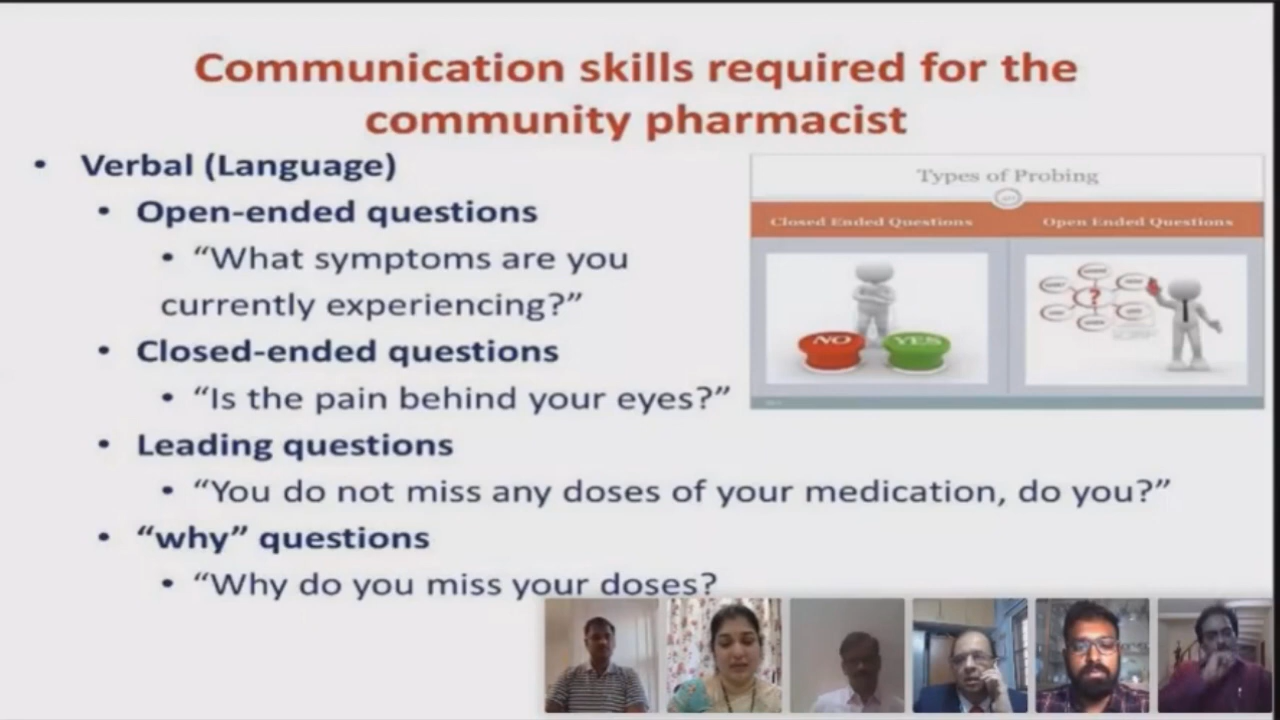 Communication skills required for the
community pharmacist
• Verbal (Language)
• Open-ended questions
• “What symptoms are you
currently experiencing?”
• Closed-ended questions
• “Is the pain behind your eyes?”
• Leading questions
• “You do not miss any doses of your medication, do you?”
• “why” questions
• “Why do you miss your doses?
Types of Probing
Closed Ended Questions
Open Ended Questions
NO
YES
?